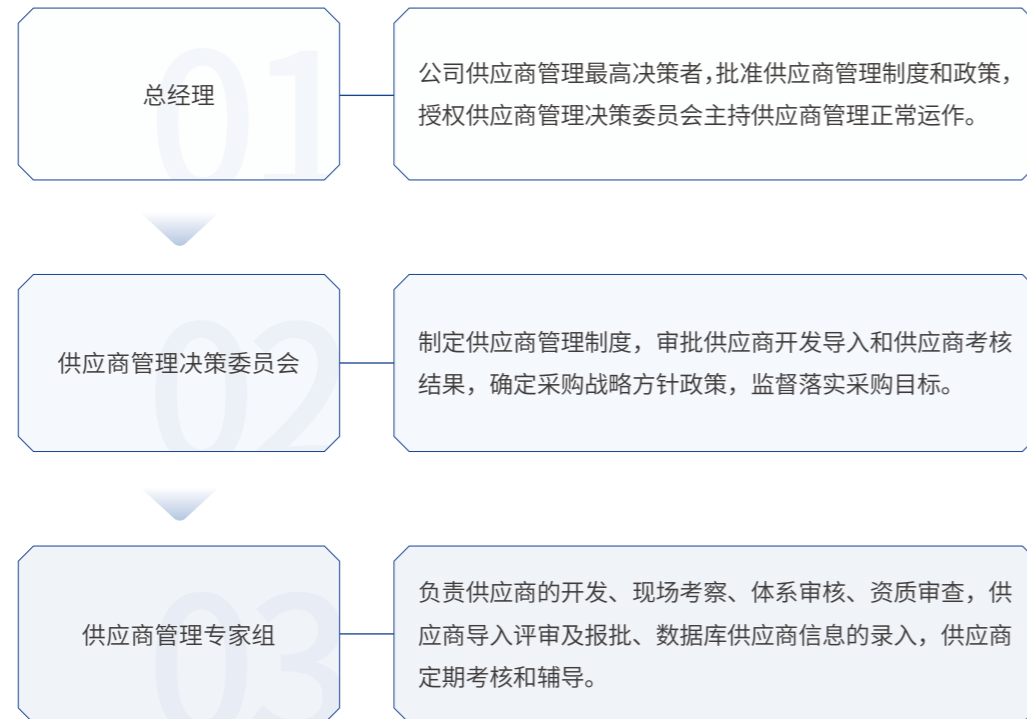 01
总经理
公司供应商管理最高决策者,批准供应商管理制度和政策，
授权供应商管理决策委员会主持供应商管理正常运作。
02
供应商管理决策委员会
制定供应商管理制度，审批供应商开发导入和供应商考核
结果，确定采购战略方针政策，监督落实采购目标。
03
供应商管理专家组
负责供应商的开发、现场考察、体系审核、资质审查，供
应商导入评审及报批、数据库供应商信息的录入，供应商
定期考核和辅导。